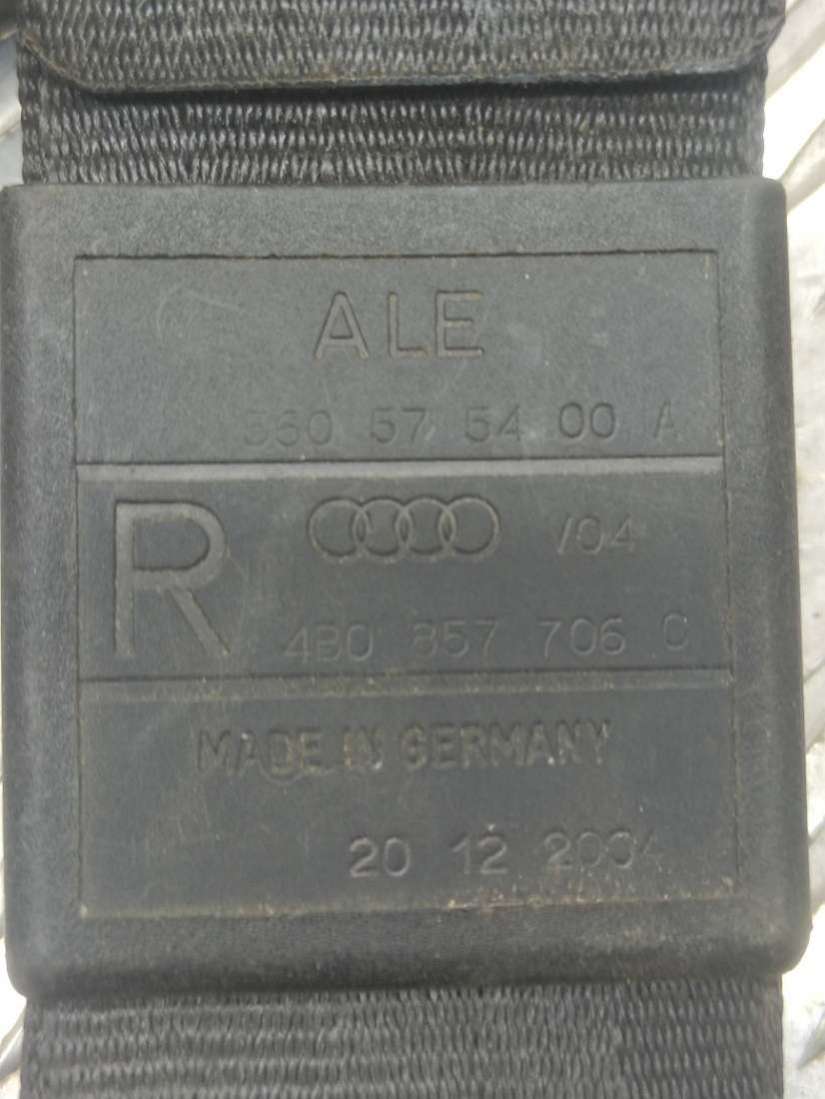 ALE
560 57 54 00 A
R V04
4B0 857 706 C
MADE IN GERMANY
20 12 2004